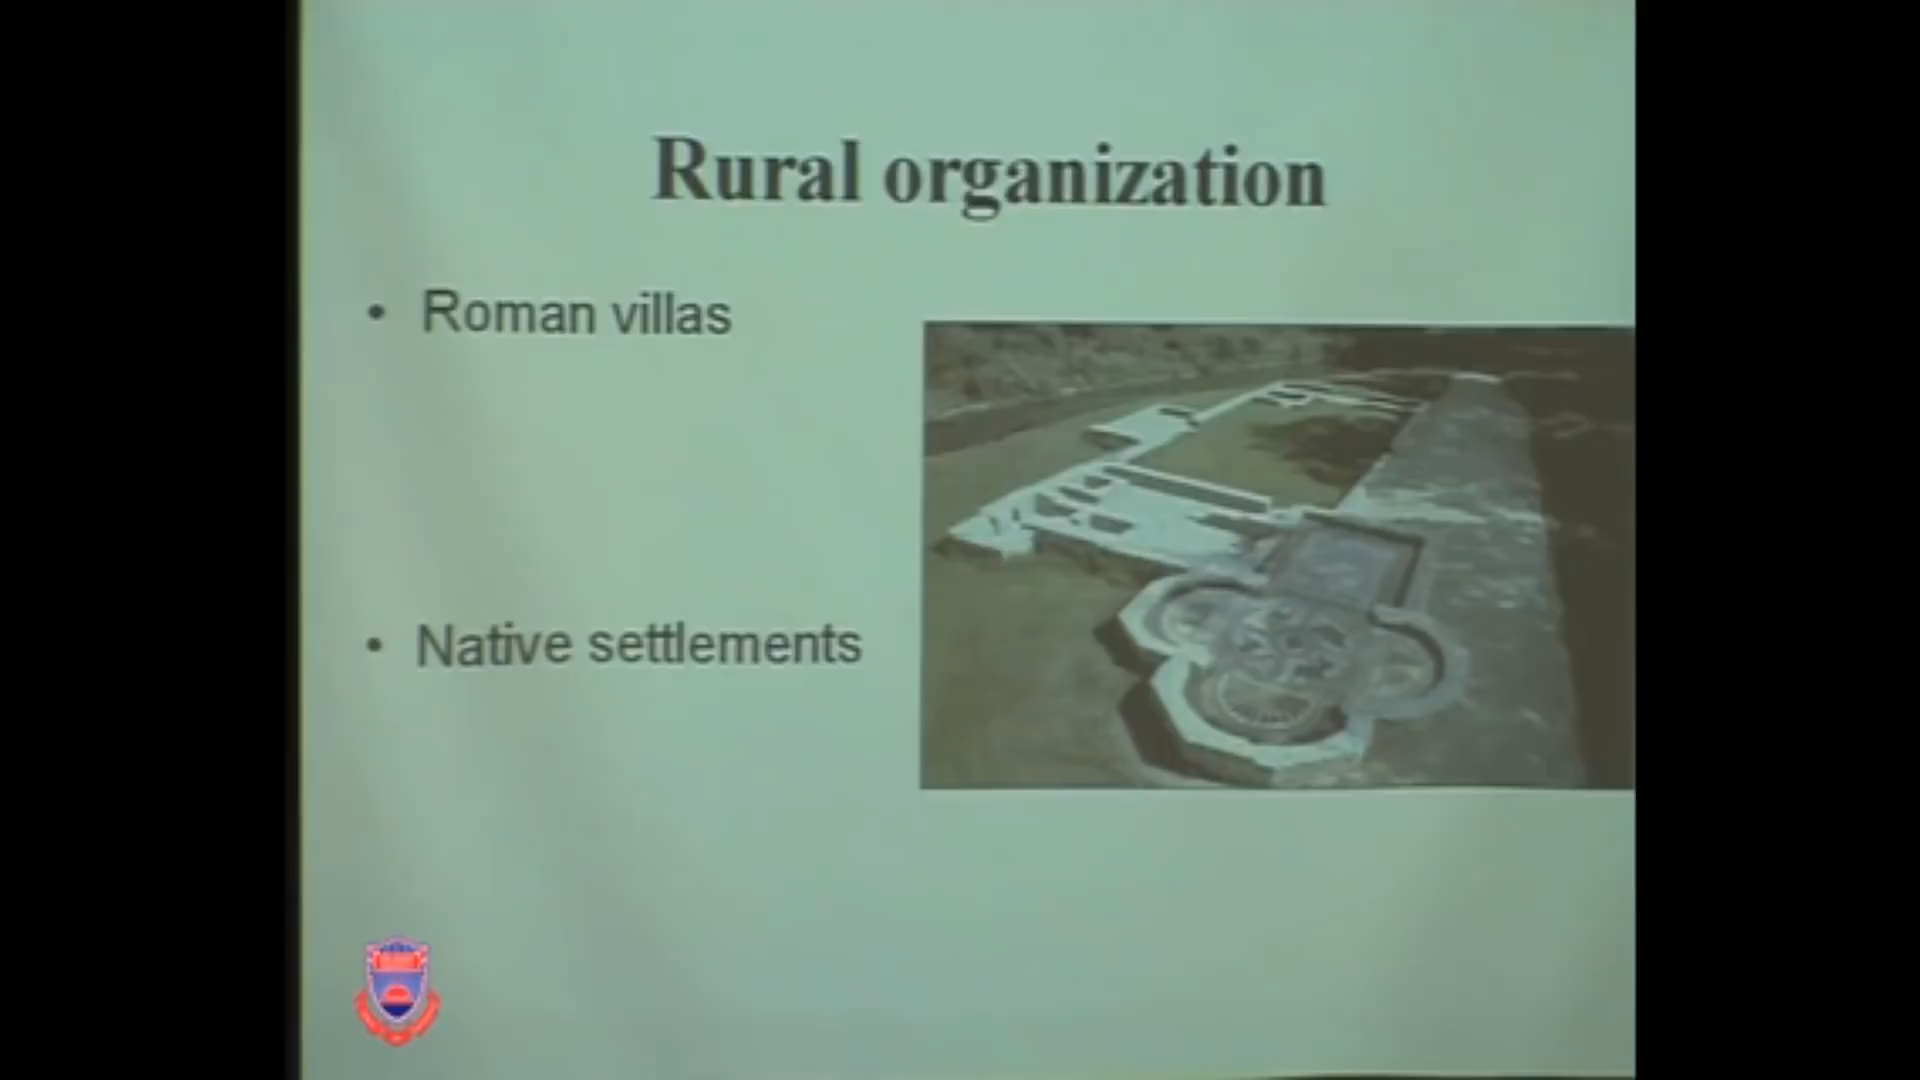 Rural organization
• Roman villas
• Native settlements